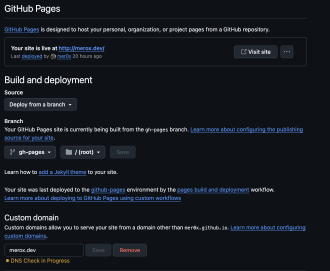 GitHub Pages
GitHub Pages is designed to host your personal, organization, or project pages from a GitHub repository.
Your site is live at http://merox.dev/
Last deployed by mer0x 20 hours ago
Visit site
Build and deployment
Source
Deploy from a branch
Branch
Your GitHub Pages site is currently being built from the gh-pages branch. Learn more about configuring the publishing
source for your site.
gh-pages
/ (root)
Save
Learn how to add a Jekyll theme to your site.
Your site was last deployed to the github-pages environment by the pages build and deployment workflow.
Learn more about deploying to GitHub Pages using custom workflows
Custom domain
Custom domains allow you to serve your site from a domain other than mer0x.github.io. Learn more about configuring
custom domains.
merox.dev
Save
Remove
DNS Check in Progress